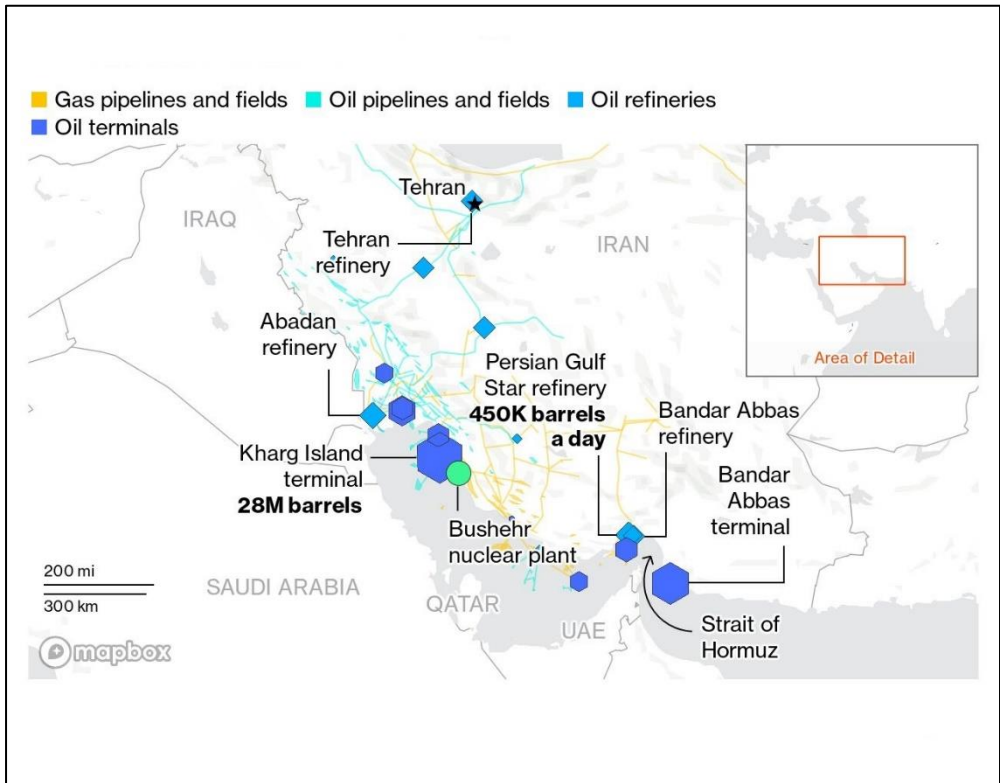 Gas pipelines and fields
Oil pipelines and fields
Oil refineries
Oil terminals
Tehran
IRAQ
IRAN
Tehran
refinery
Abadan
refinery
Area of Detail
Persian Gulf
Star refinery
450K barrels
a day
Bandar Abbas
refinery
Kharg Island
terminal
28M barrels
Bandar
Abbas
terminal
Bushehr
nuclear plant
200 mi
300 km
SAUDI ARABIA
QATAR
UAE
Strait of
Hormuz
mapbox